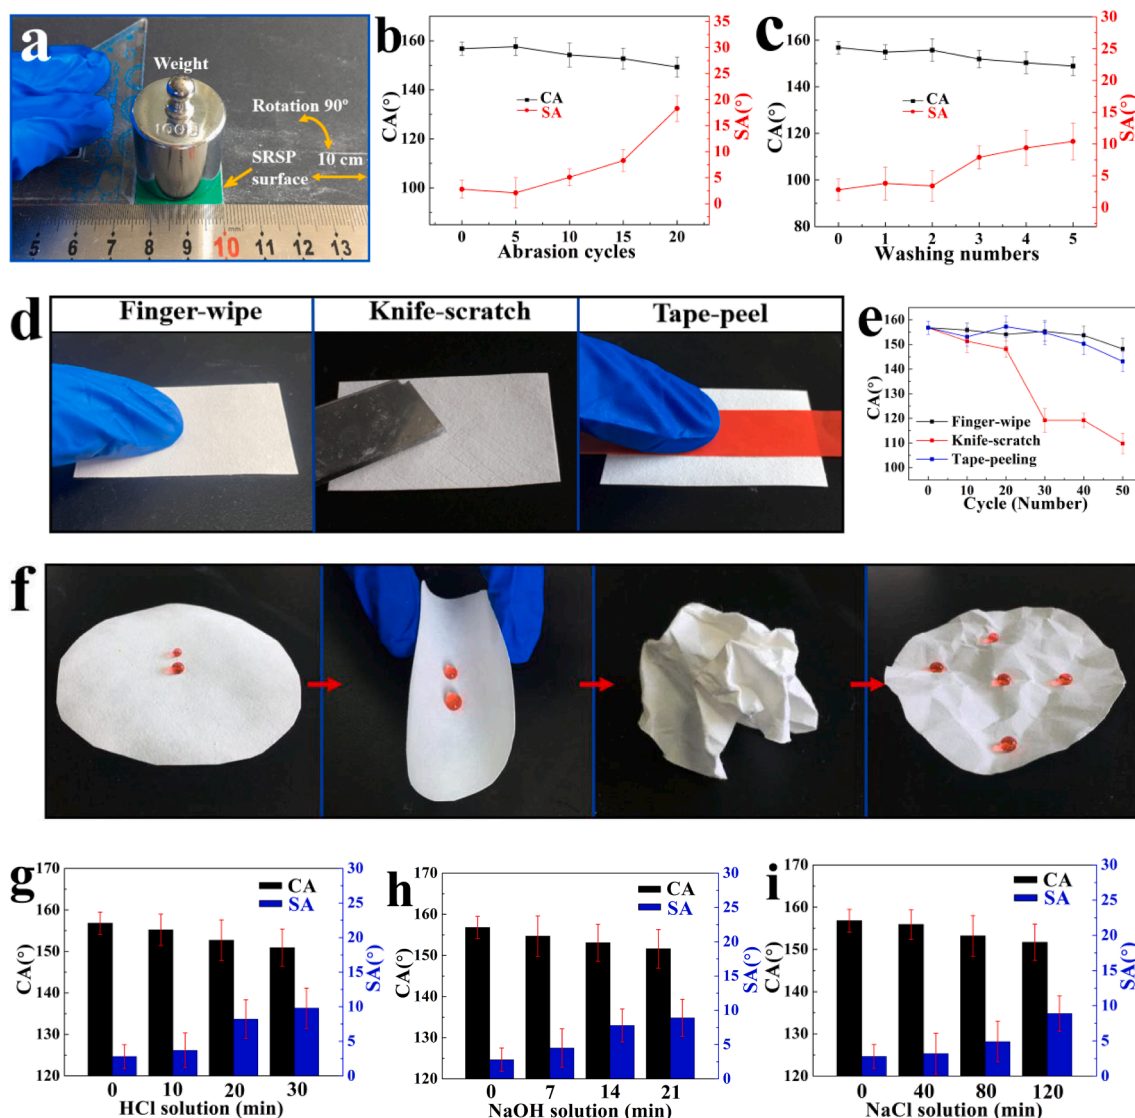 a
Weight
100g
Rotation 90°
SRSP
surface
10 cm
mm
5 6 7 8 9 10 11 12 13
b
160
140
120
100
CA(°)
CA
SA
35
30
25
20
15
10
5
0
SA(°)
0 5 10 15 20
Abrasion cycles
c
160
140
120
100
80
CA(°)
CA
SA
30
25
20
15
10
5
0
SA(°)
0 1 2 3 4 5
Washing numbers
d
Finger-wipe Knife-scratch Tape-peel
e
160
150
140
130
120
110
100
CA(°)
Finger-wipe
Knife-scratch
Tape-peeling
0 10 20 30 40 50
Cycle (Number)
f
g
170
160
150
140
130
120
CA(°)
CA
SA
30
25
20
15
10
5
0
SA(°)
0 10 20 30
HCl solution (min)
h
170
160
150
140
130
120
CA(°)
CA
SA
30
25
20
15
10
5
0
SA(°)
0 7 14 21
NaOH solution (min)
i
170
160
150
140
130
120
CA(°)
CA
SA
30
25
20
15
10
5
0
SA(°)
0 40 80 120
NaCl solution (min)